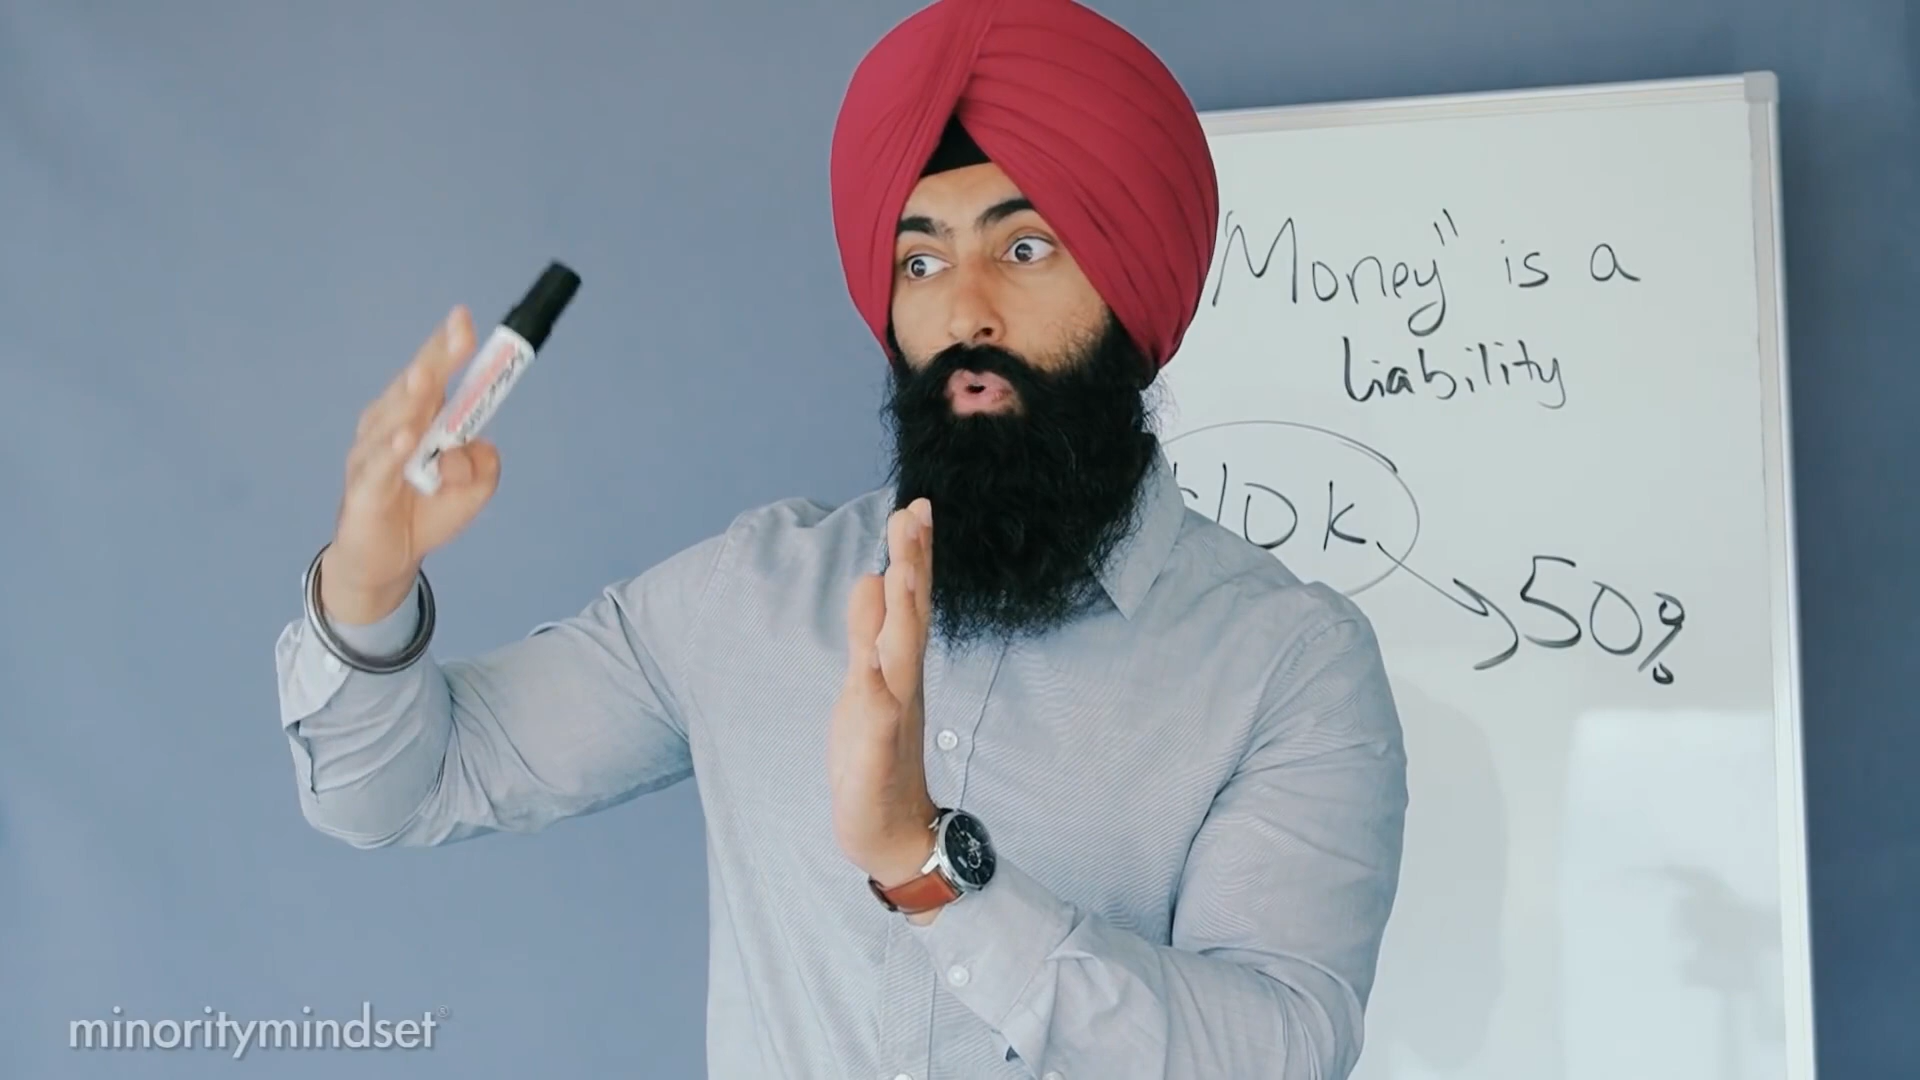 "Money" is a
Liability
$10k
50%
minoritymindset®